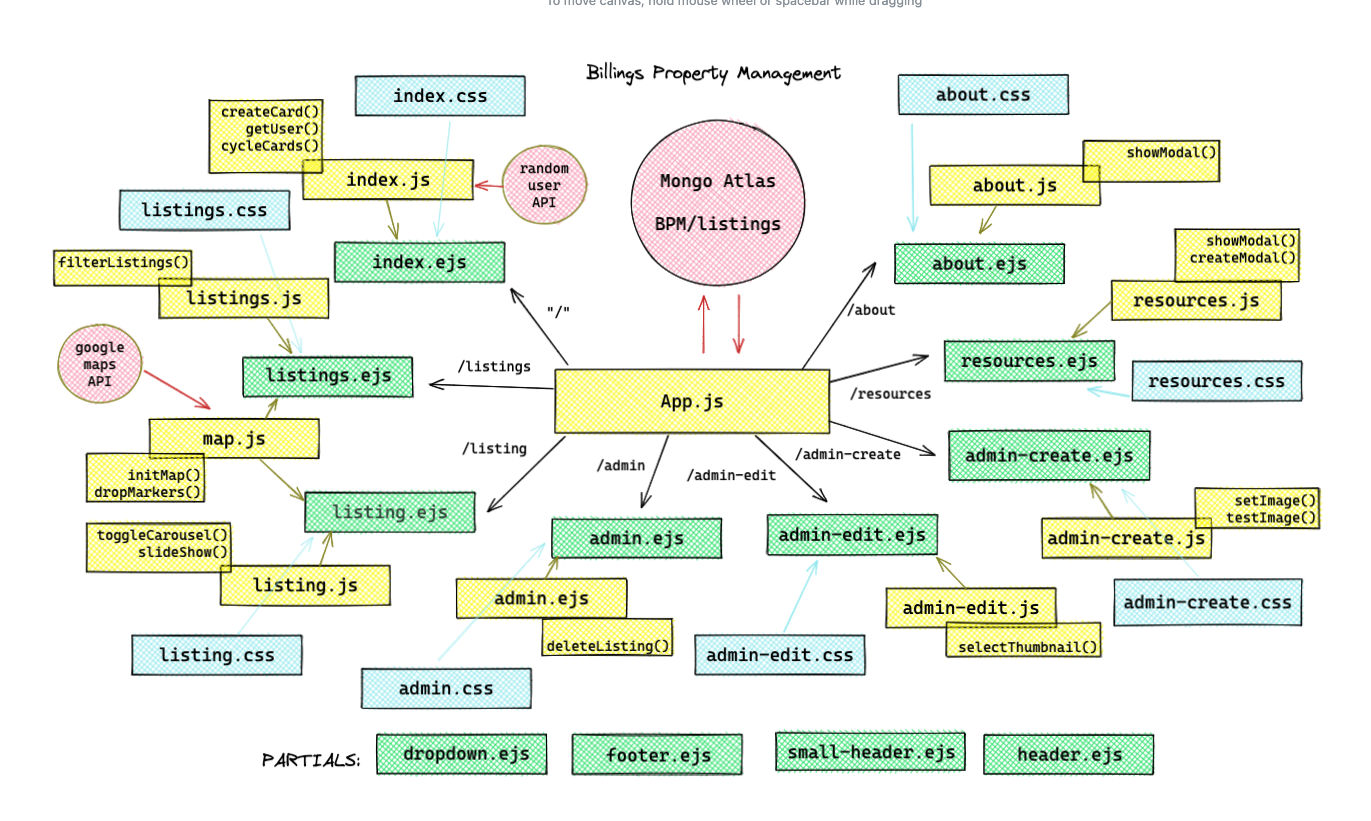 To move canvas, hold mouse wheel or spacebar while dragging
Billings Property Management
index.css
createCard()
getUser()
cycleCards()
index.js
random
user
API
index.ejs
listings.css
filterListings()
listings.js
google
maps
API
listings.ejs
map.js
initMap()
dropMarkers()
listing.ejs
toggleCarousel()
slideShow()
listing.js
listing.css
Mongo Atlas
BPM/listings
about.css
showModal()
about.js
about.ejs
showModal()
createModal()
resources.js
resources.ejs
resources.css
"/"
/about
/listings
/resources
App.js
/listing
/admin
/admin-edit
/admin-create
admin-create.ejs
setImage()
testImage()
admin-create.js
admin-create.css
admin.ejs
admin.ejs
deleteListing()
admin.css
admin-edit.ejs
admin-edit.js
selectThumbnail()
admin-edit.css
PARTIALS:
dropdown.ejs
footer.ejs
small-header.ejs
header.ejs